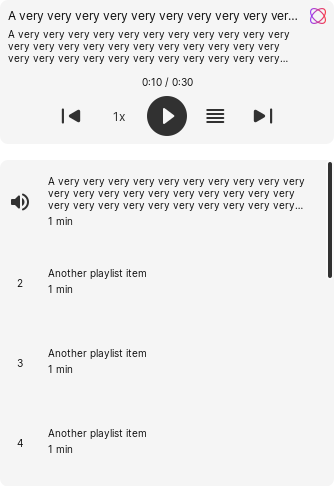 A very very very very very very very very ver...
A very very very very very very very very very very very
very very very very very very very very very very very
very very very very very very very very very very very...
0:10 / 0:30
1x
A very very very very very very very very very very
very very very very very very very very very very
very very very very very very very very very very...
1 min
2
Another playlist item
1 min
3
Another playlist item
1 min
4
Another playlist item
1 min